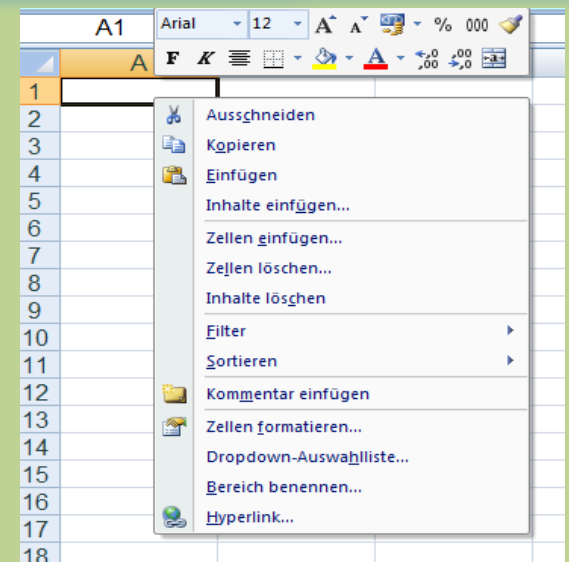 A1
Arial 12 A A % 000
F K A ,00 ,00 ,0 a
A
1
2
3
4
5
6
7
8
9
10
11
12
13
14
15
16
17
18
Ausschneiden
Kopieren
Einfügen
Inhalte einfügen...
Zellen einfügen...
Zellen löschen...
Inhalte löschen
Filter
Sortieren
Kommentar einfügen
Zellen formatieren...
Dropdown-Auswahlliste...
Bereich benennen...
Hyperlink...